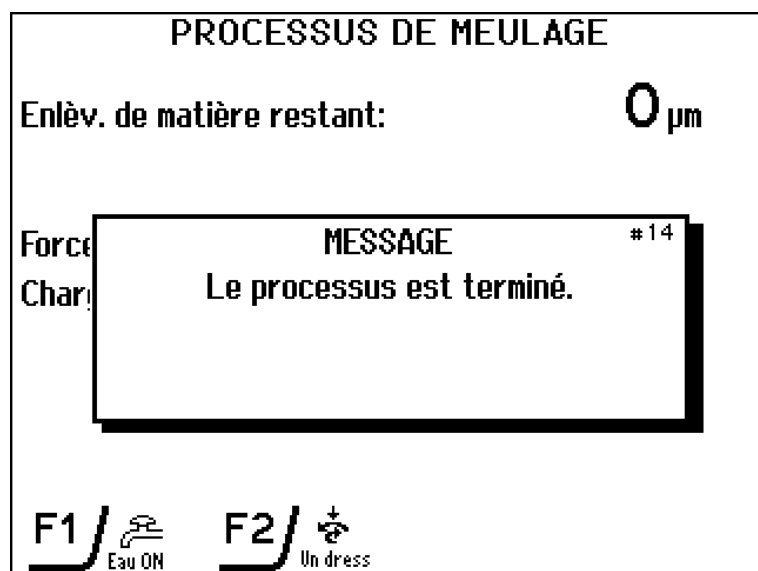 PROCESSUS DE MEULAGE
Enlèv. de matière restant: 0 µm
Force
MESSAGE #14
Le processus est terminé.
F1 Eau ON F2 Un dress